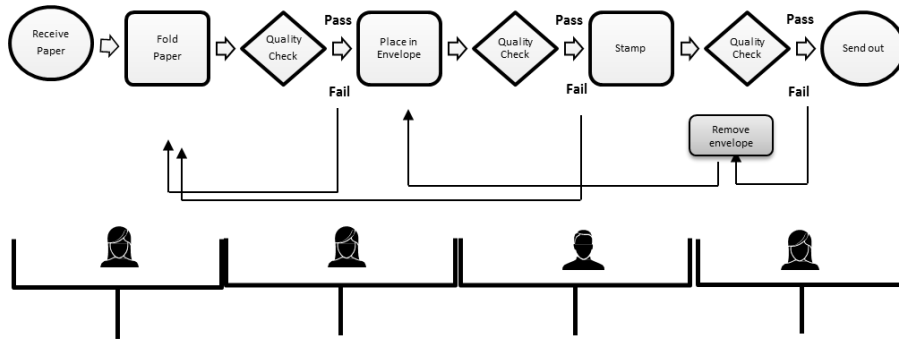 Receive
Paper
Fold
Paper
Quality
Check
Pass
Fail
Place in
Envelope
Quality
Check
Pass
Fail
Stamp
Quality
Check
Pass
Fail
Send out
Remove
envelope